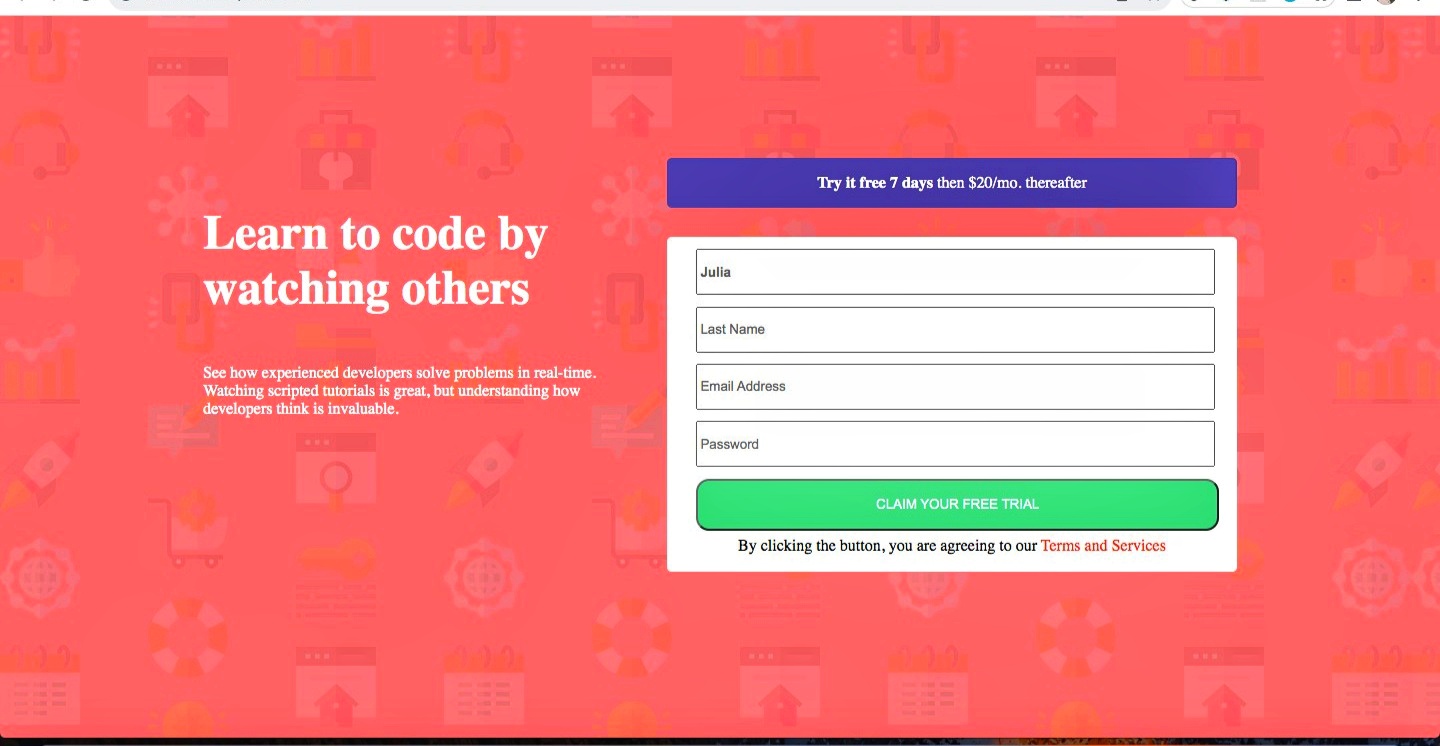 Learn to code by
watching others
See how experienced developers solve problems in real-time.
Watching scripted tutorials is great, but understanding how
developers think is invaluable.
Try it free 7 days then $20/mo. thereafter
Julia
Last Name
Email Address
Password
CLAIM YOUR FREE TRIAL
By clicking the button, you are agreeing to our Terms and Services